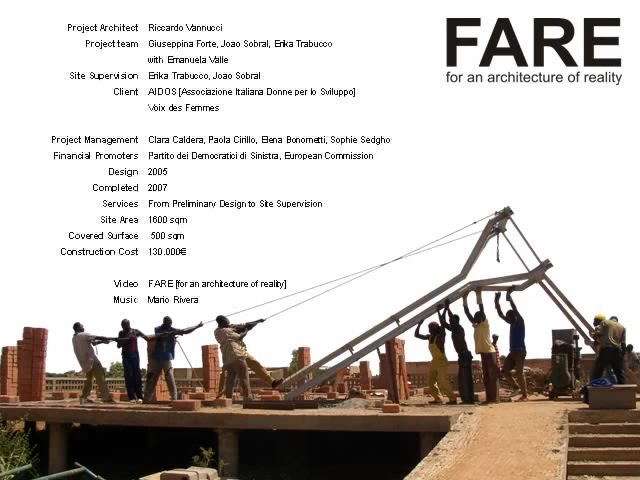 FARE
for an architecture of reality
Project Architect Riccardo Vannucci
Project team Giuseppina Forte, Joao Sobral, Erika Trabucco
with Emanuela Valle
Site Supervision Erika Trabucco, Joao Sobral
Client AIDOS [Associazione Italiana Donne per lo Sviluppo]
Voix des Femmes
Project Management Clara Caldera, Paola Cirillo, Elena Bonometti, Sophie Sedgho
Financial Promoters Partito dei Democratici di Sinistra, European Commission
Design 2005
Completed 2007
Services From Preliminary Design to Site Supervision
Site Area 1600 sqm
Covered Surface 500 sqm
Construction Cost 130.000€
Video FARE [for an architecture of reality]
Music Mario Rivera